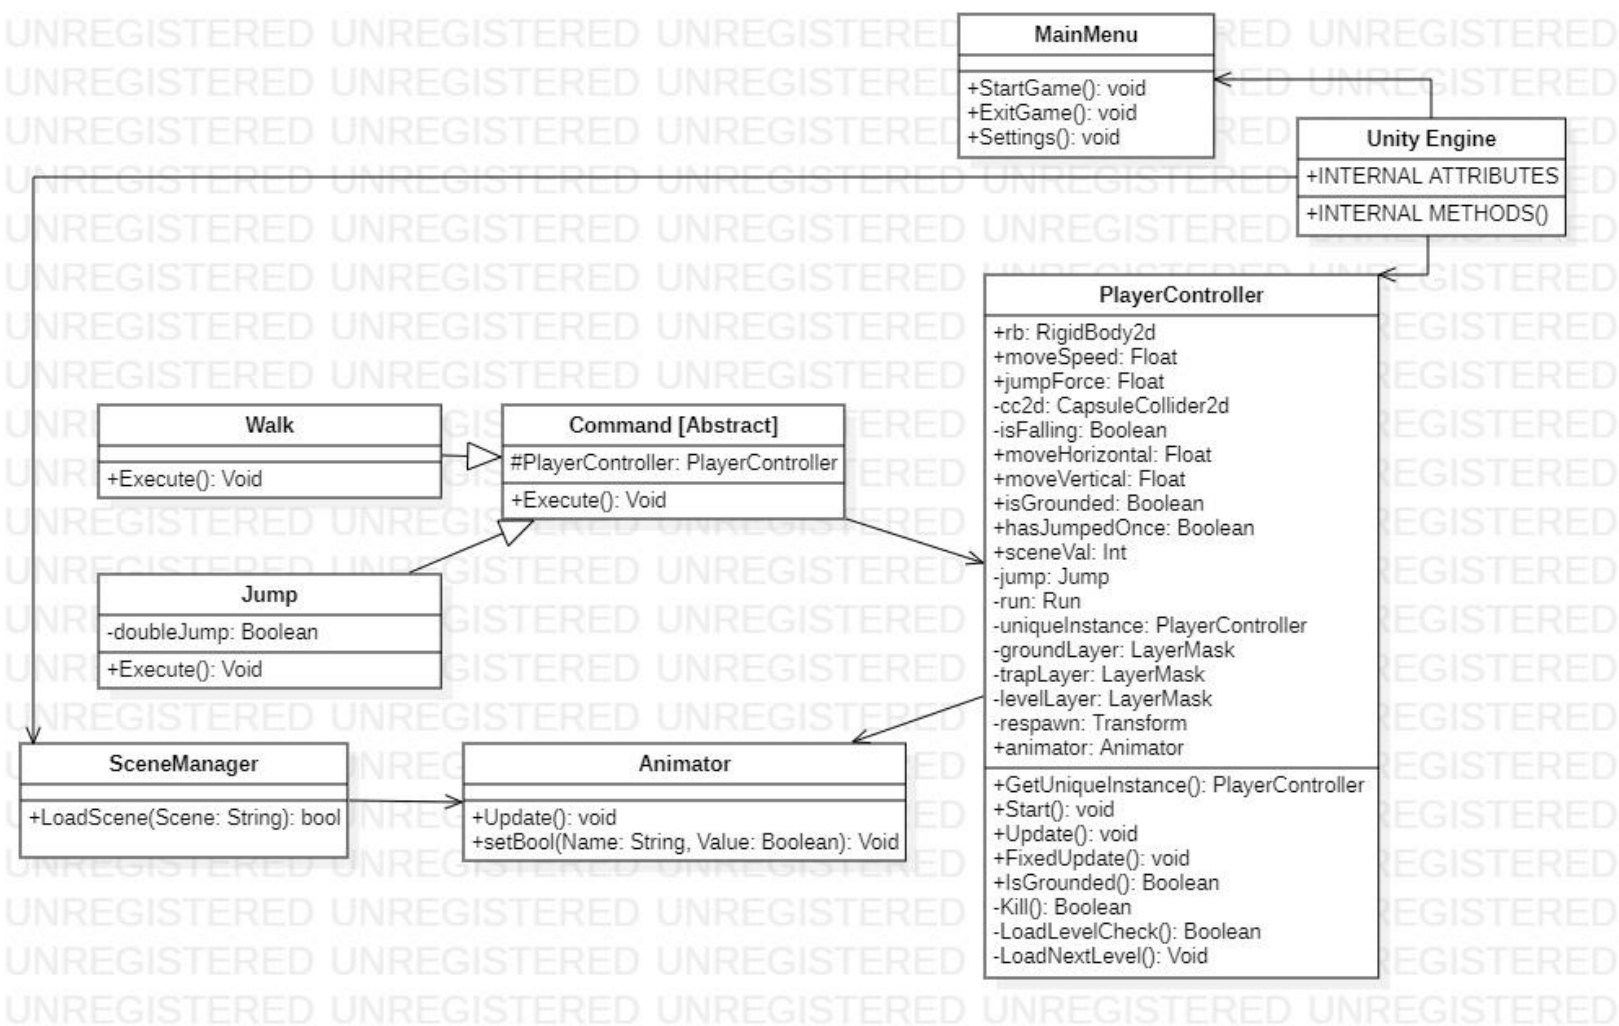 MainMenu
+StartGame(): void
+ExitGame(): void
+Settings(): void
Unity Engine
+INTERNAL ATTRIBUTES
+INTERNAL METHODS()
PlayerController
+rb: RigidBody2d
+moveSpeed: Float
+jumpForce: Float
-cc2d: CapsuleCollider2d
-isFalling: Boolean
+moveHorizontal: Float
+moveVertical: Float
+isGrounded: Boolean
+hasJumpedOnce: Boolean
+sceneVal: Int
-jump: Jump
-run: Run
-uniqueInstance: PlayerController
-groundLayer: LayerMask
-trapLayer: LayerMask
-levelLayer: LayerMask
-respawn: Transform
+animator: Animator
+GetUniqueInstance(): PlayerController
+Start(): void
+Update(): void
+FixedUpdate(): void
+IsGrounded(): Boolean
-Kill(): Boolean
-LoadLevelCheck(): Boolean
-LoadNextLevel(): Void
Walk
+Execute(): Void
Command [Abstract]
#PlayerController: PlayerController
+Execute(): Void
Jump
-doubleJump: Boolean
+Execute(): Void
SceneManager
+LoadScene(Scene: String): bool
Animator
+Update(): void
+setBool(Name: String, Value: Boolean): Void
UNREGISTERED UNREGISTERED UNREGISTERED UNREGISTERED UNREGISTERED